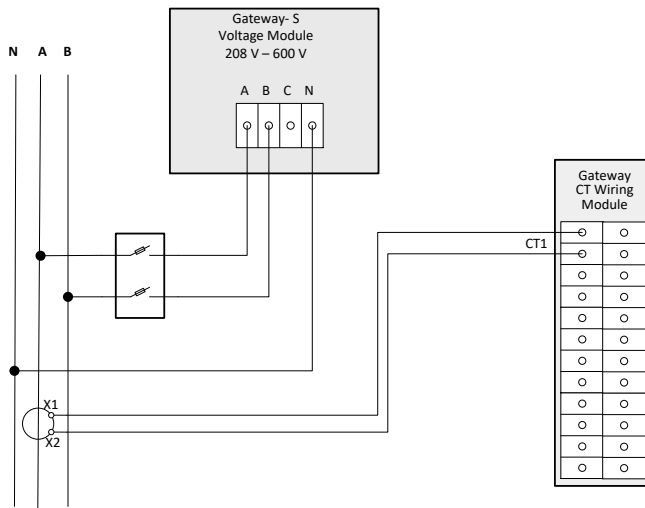 Gateway- S
Voltage Module
208 V – 600 V
N A B
A B C N
Gateway
CT Wiring
Module
CT1
X1
X2